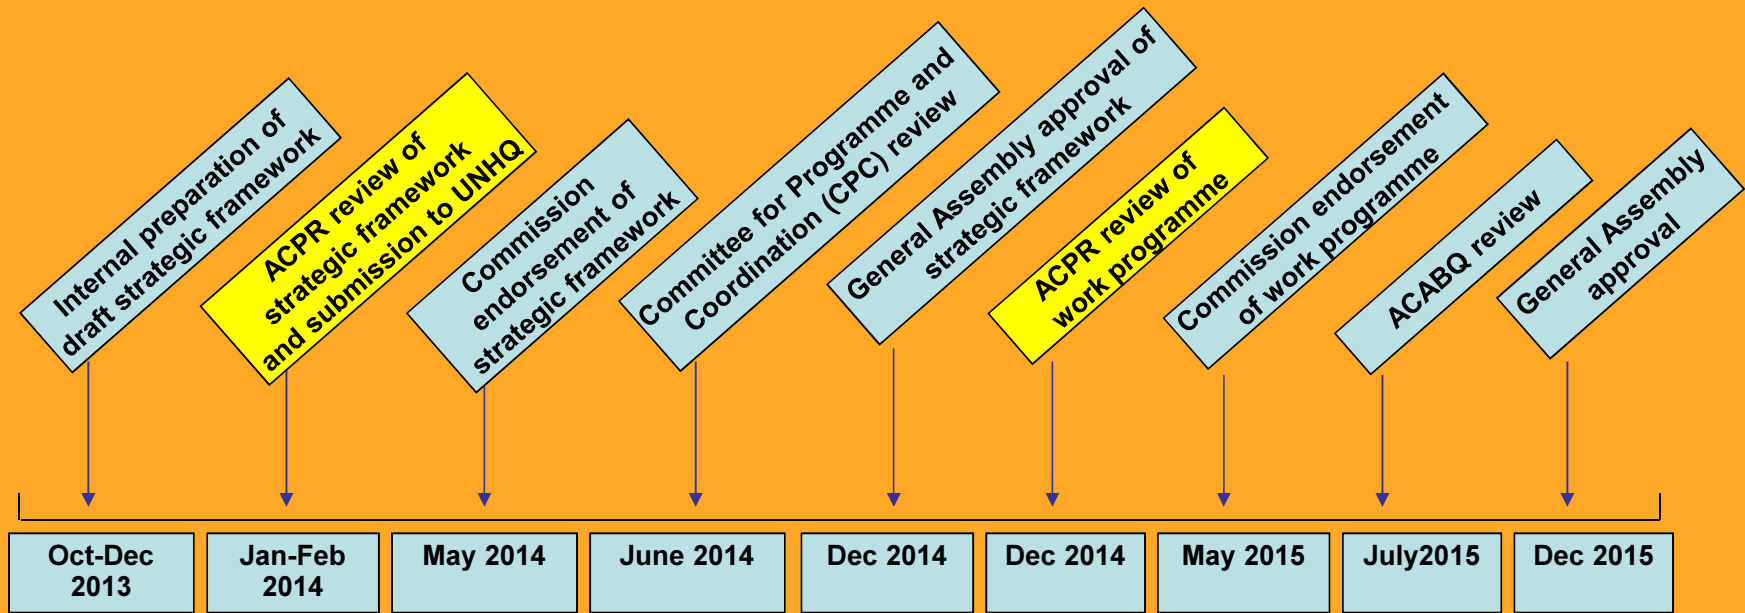 Internal preparation of
draft strategic framework
ACPR review of
strategic framework
and submission to UNHQ
Commission
endorsement of
strategic framework
Committee for Programme and
Coordination (CPC) review
General Assembly approval of
strategic framework
ACPR review of
work programme
Commission endorsement
of work programme
ACABQ review
General Assembly
approval
Oct-Dec
2013
Jan-Feb
2014
May 2014
June 2014
Dec 2014
Dec 2014
May 2015
July2015
Dec 2015